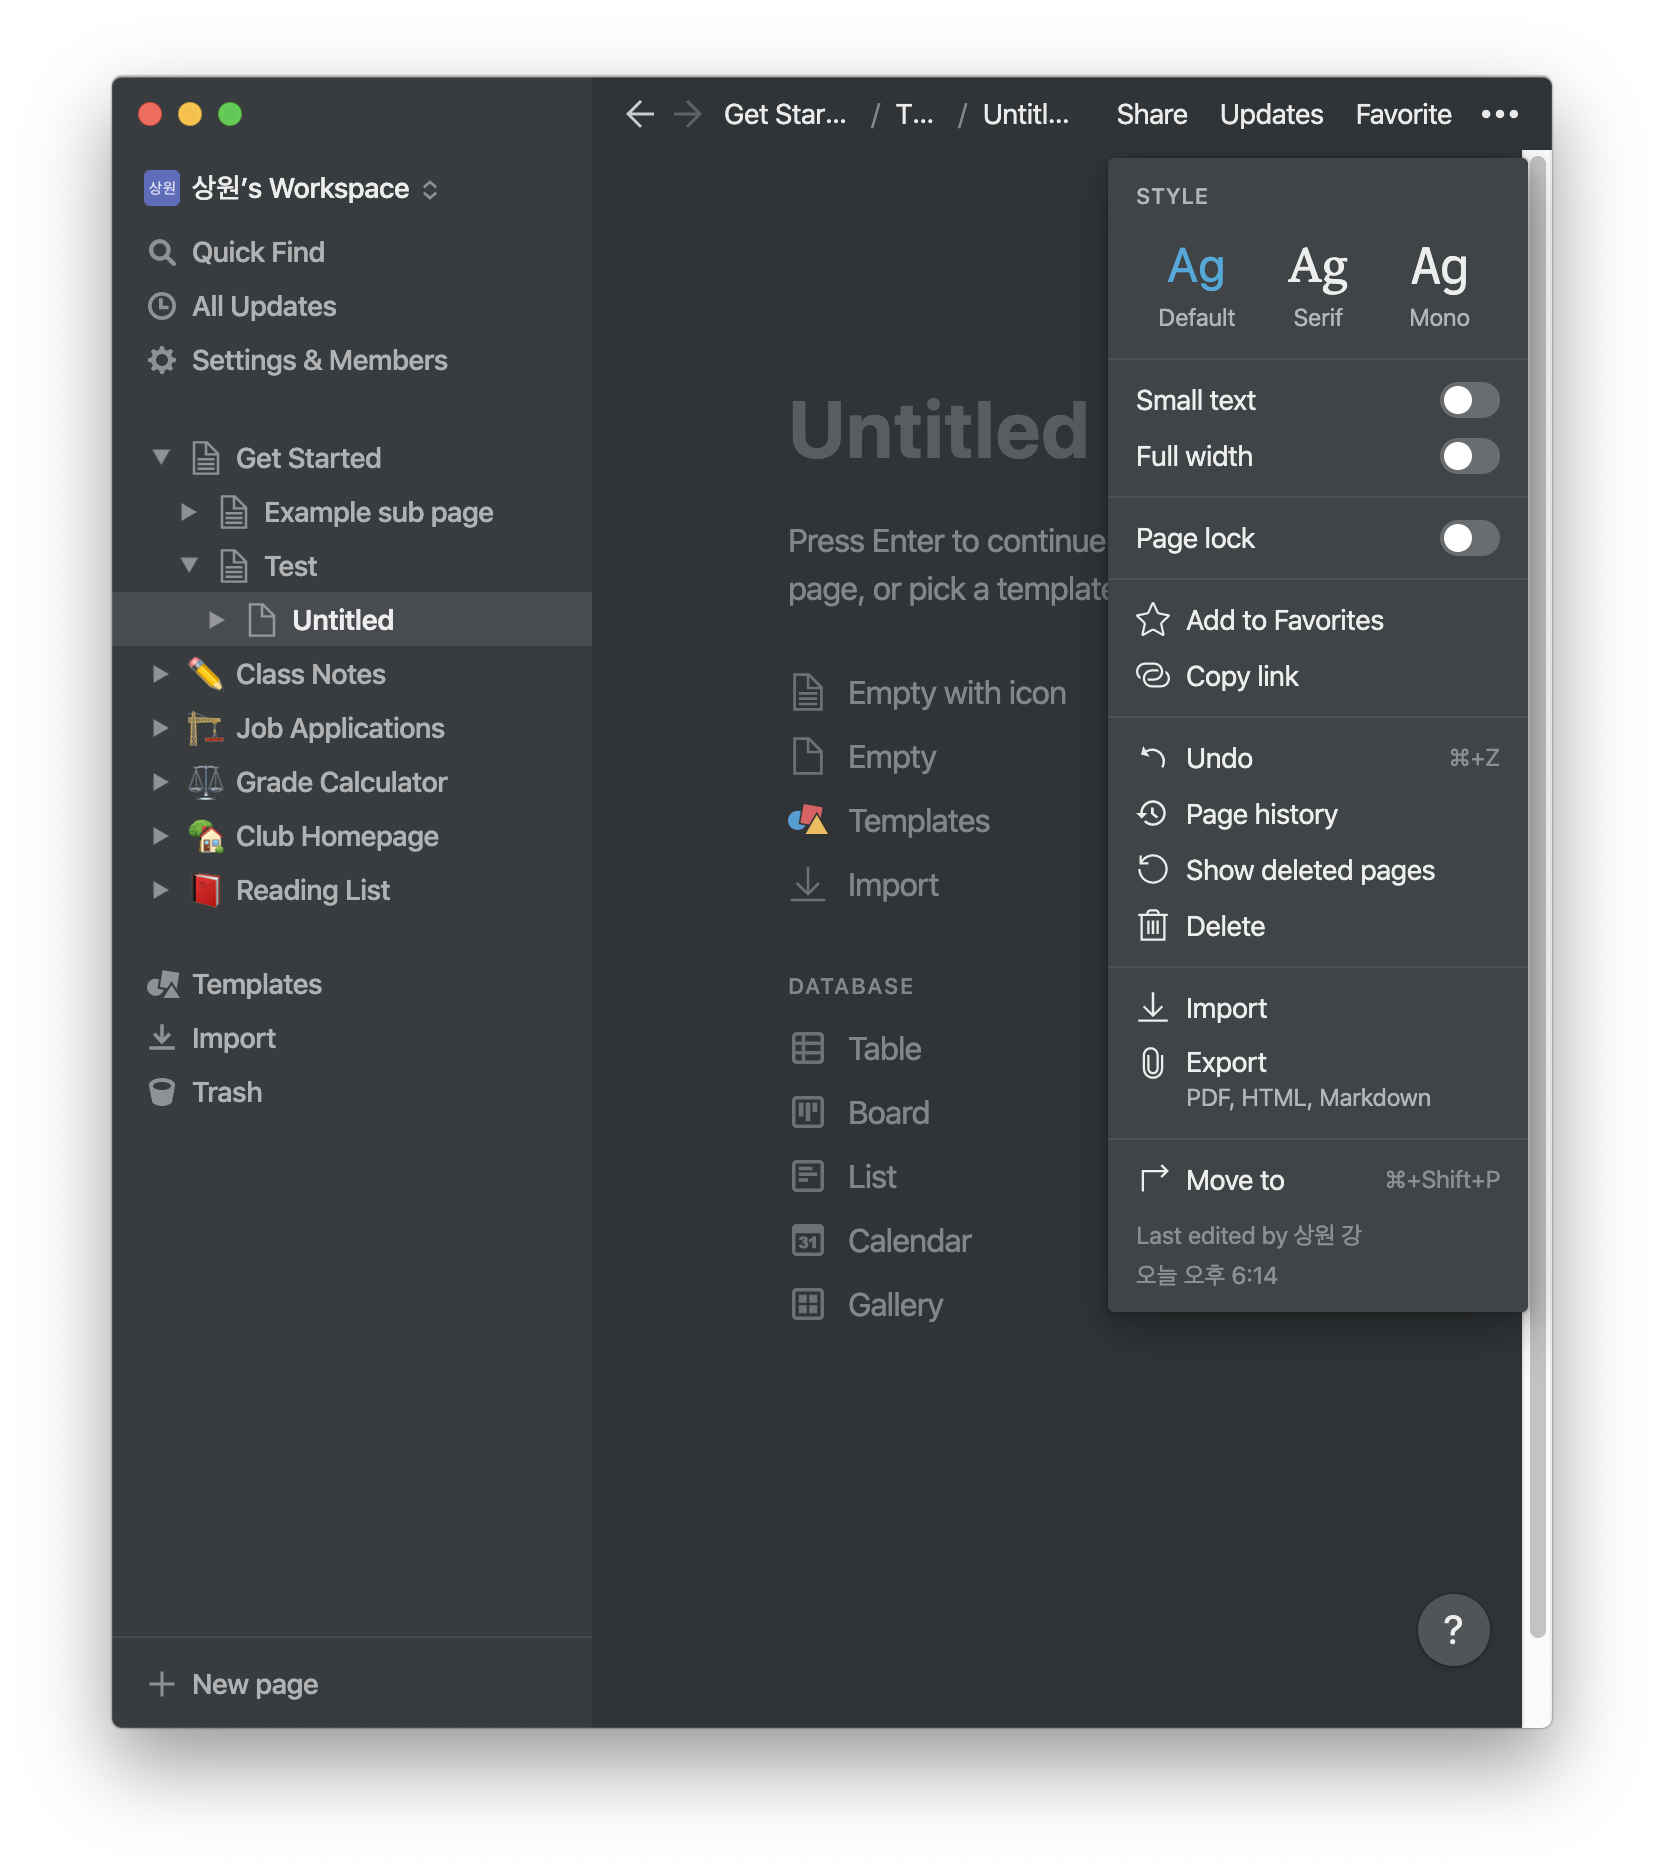 Get Star... / T... / Untitl... Share Updates Favorite •••
상원 상원's Workspace
Quick Find
All Updates
Settings & Members
Get Started
Example sub page
Test
Untitled
Class Notes
Job Applications
Grade Calculator
Club Homepage
Reading List
Templates
Import
Trash
New page
Untitled
Press Enter to continue
page, or pick a template
Empty with icon
Empty
Templates
Import
DATABASE
Table
Board
List
31 Calendar
Gallery
STYLE
Ag Ag Ag
Default Serif Mono
Small text
Full width
Page lock
Add to Favorites
Copy link
Undo ⌘+Z
Page history
Show deleted pages
Delete
Import
Export
PDF, HTML, Markdown
Move to ⌘+Shift+P
Last edited by 상원 강
오늘 오후 6:14
?